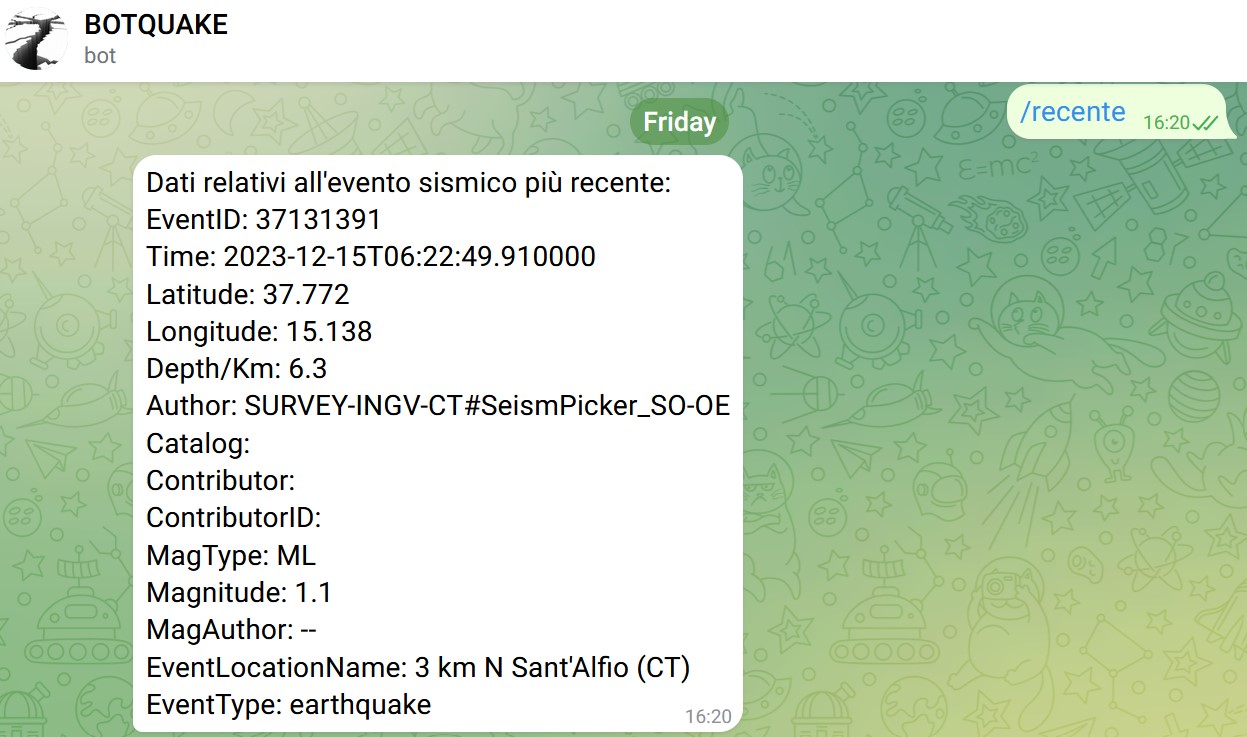 BOTQUAKE
bot
/recente 16:20
Friday
Dati relativi all'evento sismico più recente:
EventID: 37131391
Time: 2023-12-15T06:22:49.910000
Latitude: 37.772
Longitude: 15.138
Depth/Km: 6.3
Author: SURVEY-INGV-CT#SeismPicker_SO-OE
Catalog:
Contributor:
ContributorID:
MagType: ML
Magnitude: 1.1
MagAuthor: --
EventLocationName: 3 km N Sant'Alfio (CT)
EventType: earthquake
16:20
Ɛ=mc²